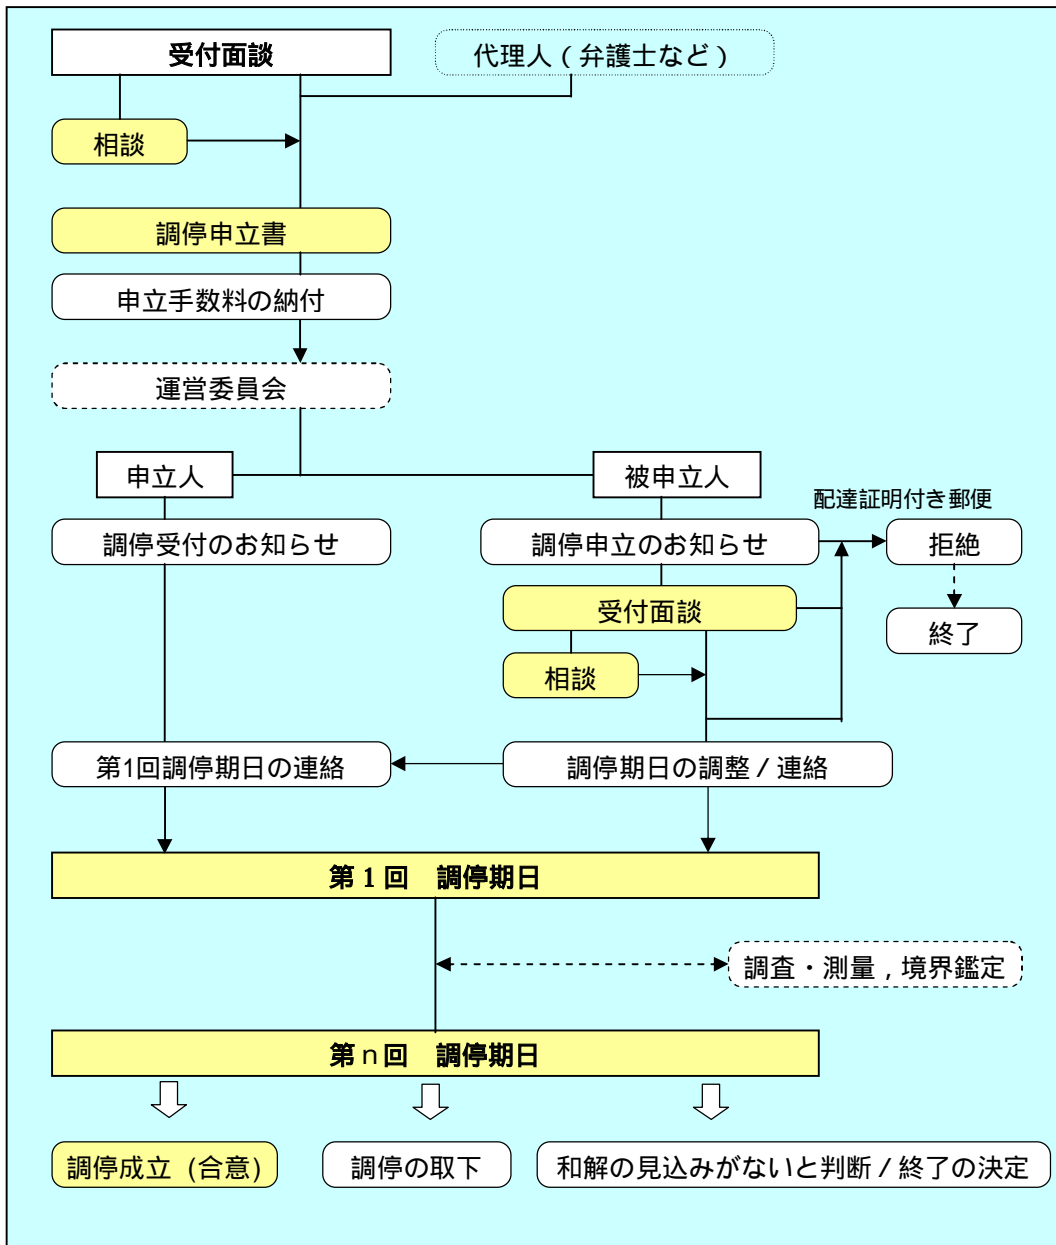 受付面談
代理人（弁護士など）
相談
調停申立書
申立手数料の納付
運営委員会
申立人
被申立人
配達証明付き郵便
調停受付のお知らせ
調停申立のお知らせ
拒絶
受付面談
終了
相談
第1回調停期日の連絡
調停期日の調整／連絡
第１回　調停期日
調査・測量，境界鑑定
第ｎ回　調停期日
調停成立 (合意)
調停の取下
和解の見込みがないと判断／終了の決定